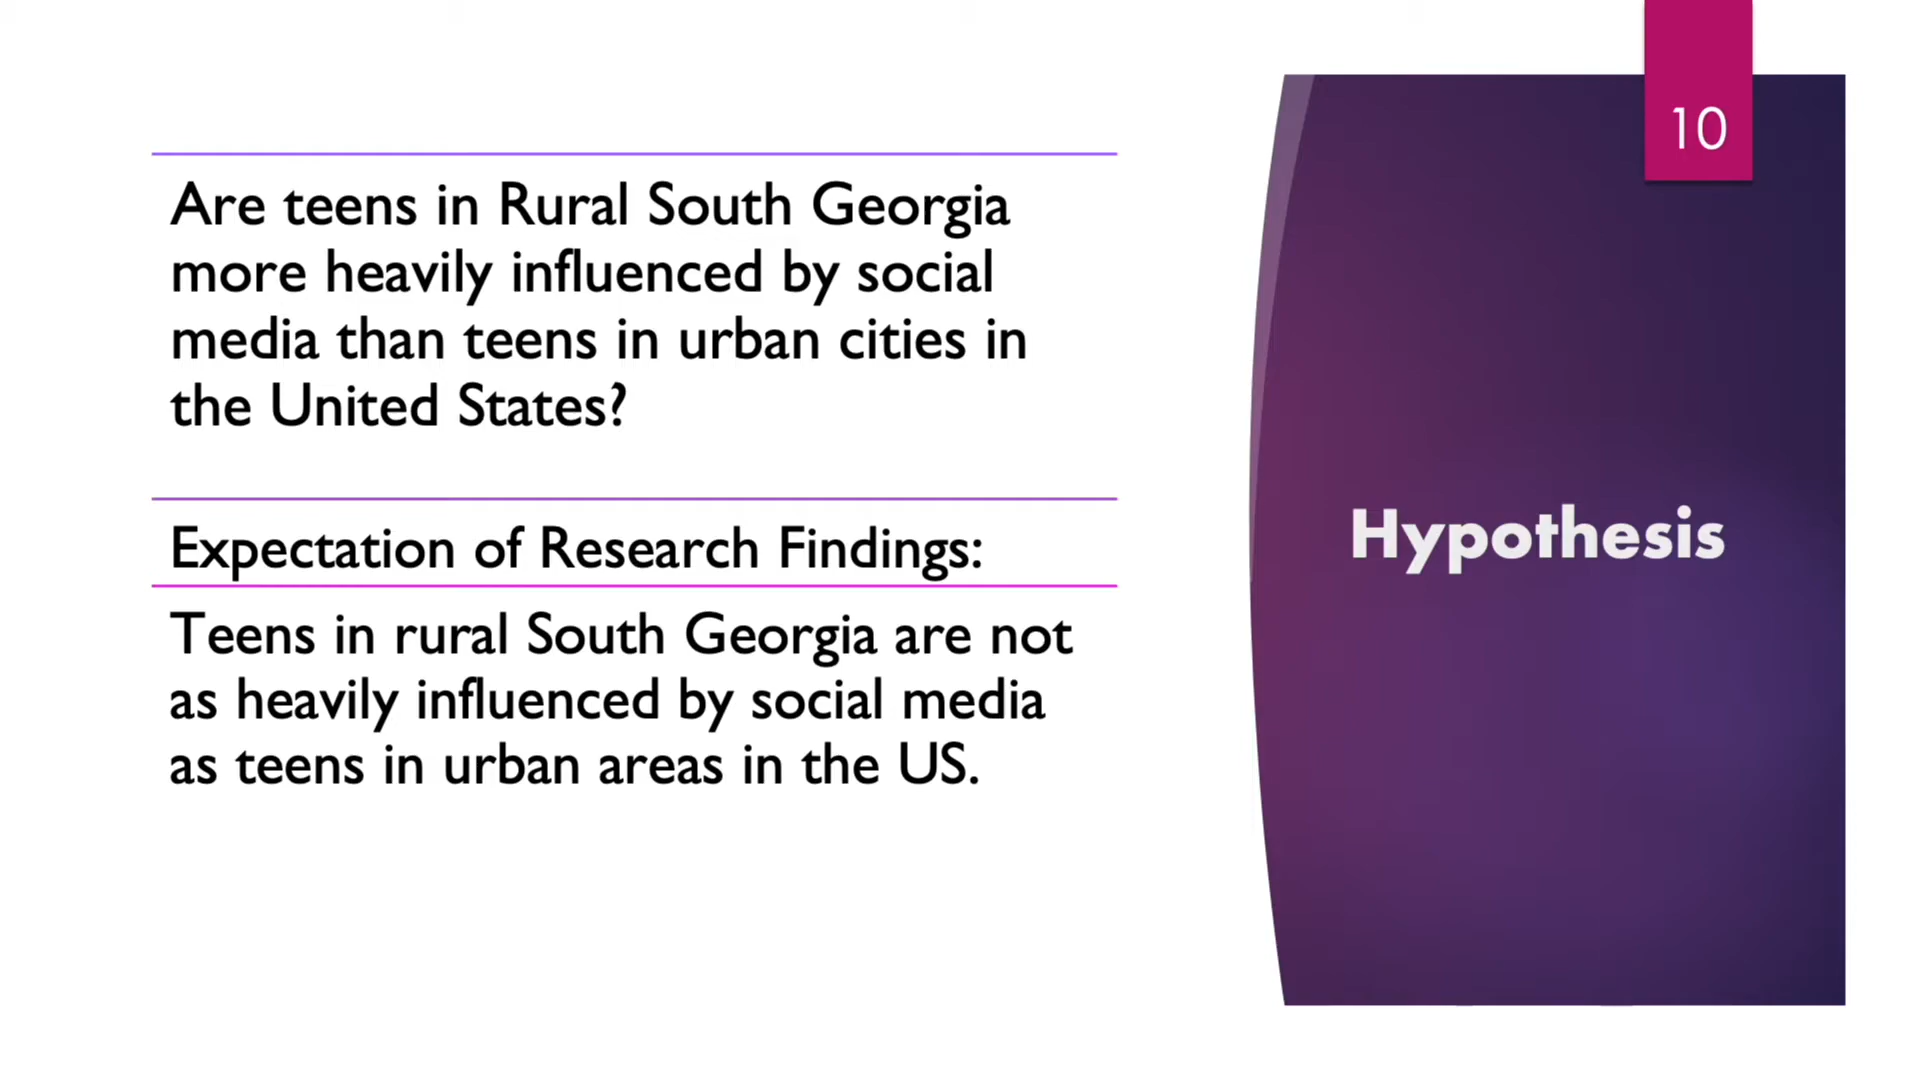 10
Are teens in Rural South Georgia
more heavily influenced by social
media than teens in urban cities in
the United States?
Expectation of Research Findings:
Teens in rural South Georgia are not
as heavily influenced by social media
as teens in urban areas in the US.
Hypothesis